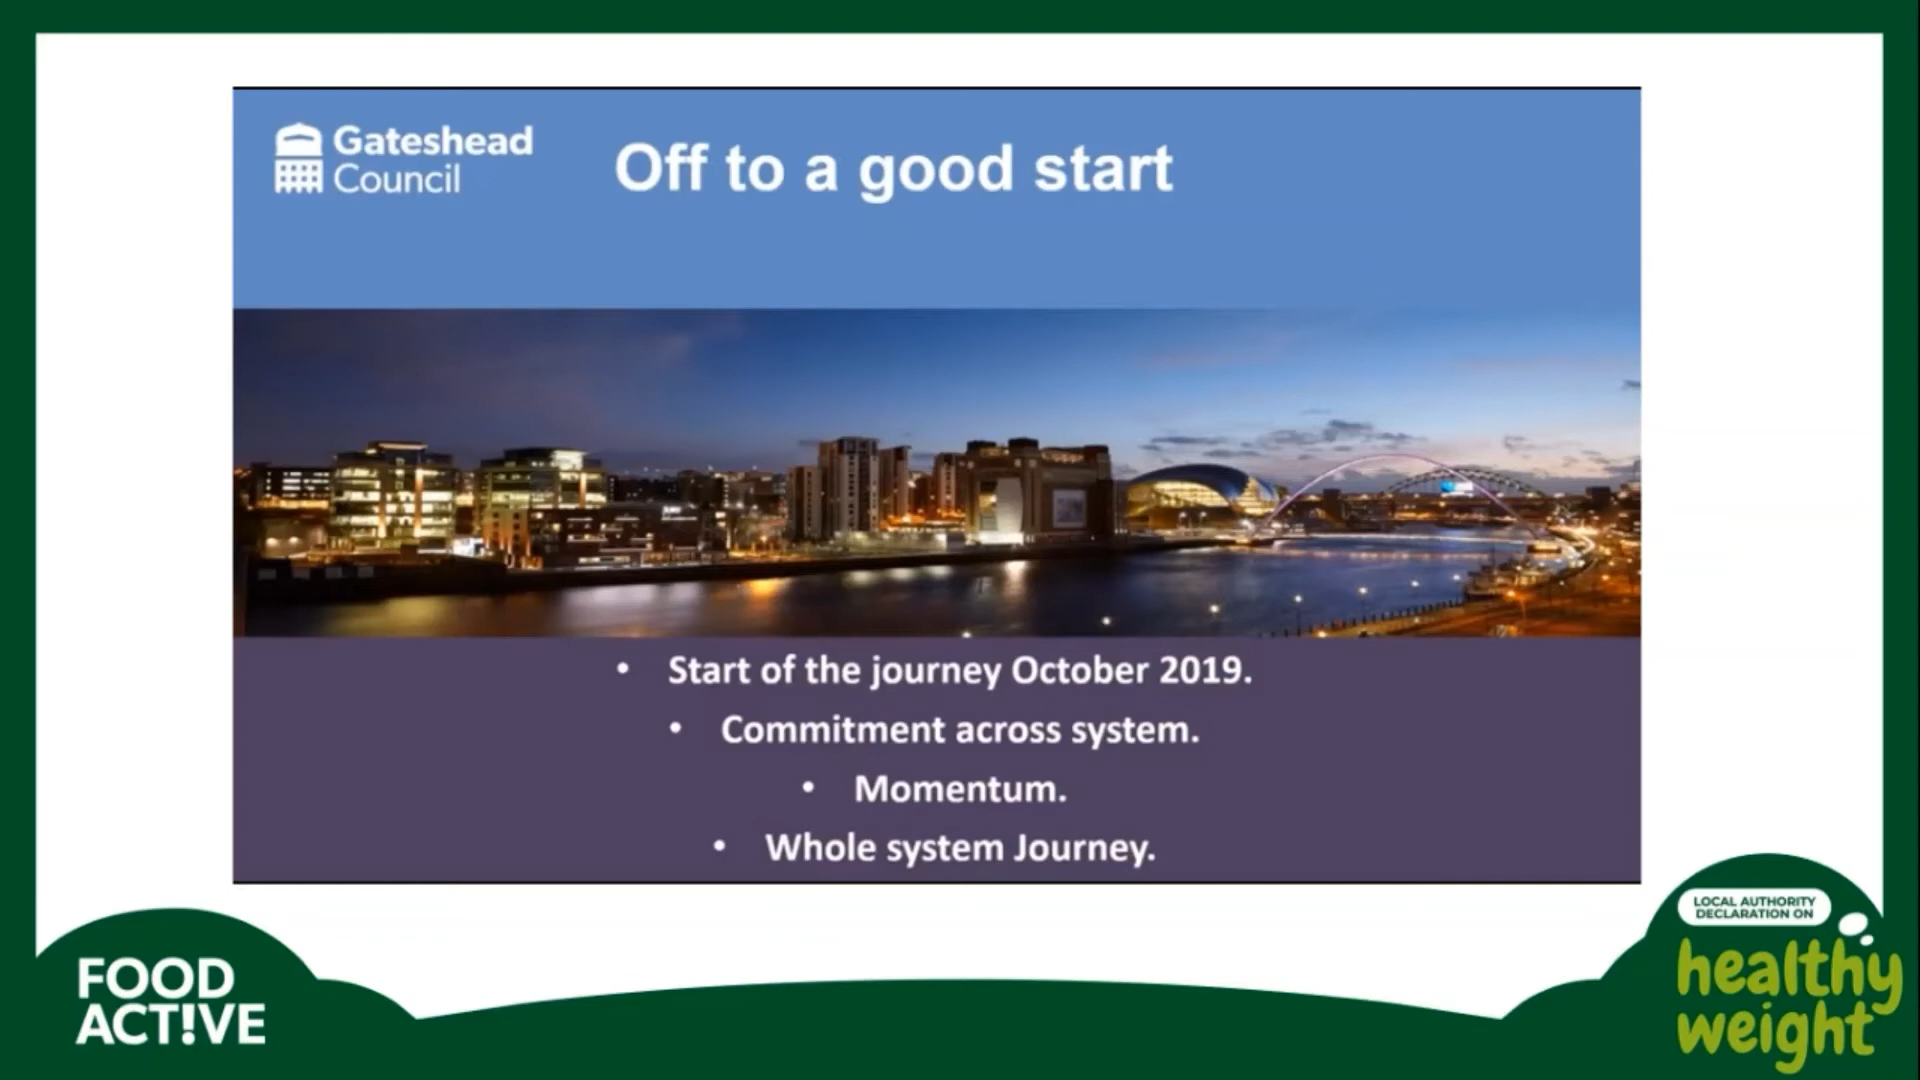 Gateshead
Council
Off to a good start
• Start of the journey October 2019.
• Commitment across system.
• Momentum.
• Whole system Journey.
FOOD
ACT!VE
LOCAL AUTHORITY
DECLARATION ON
healthy
weight